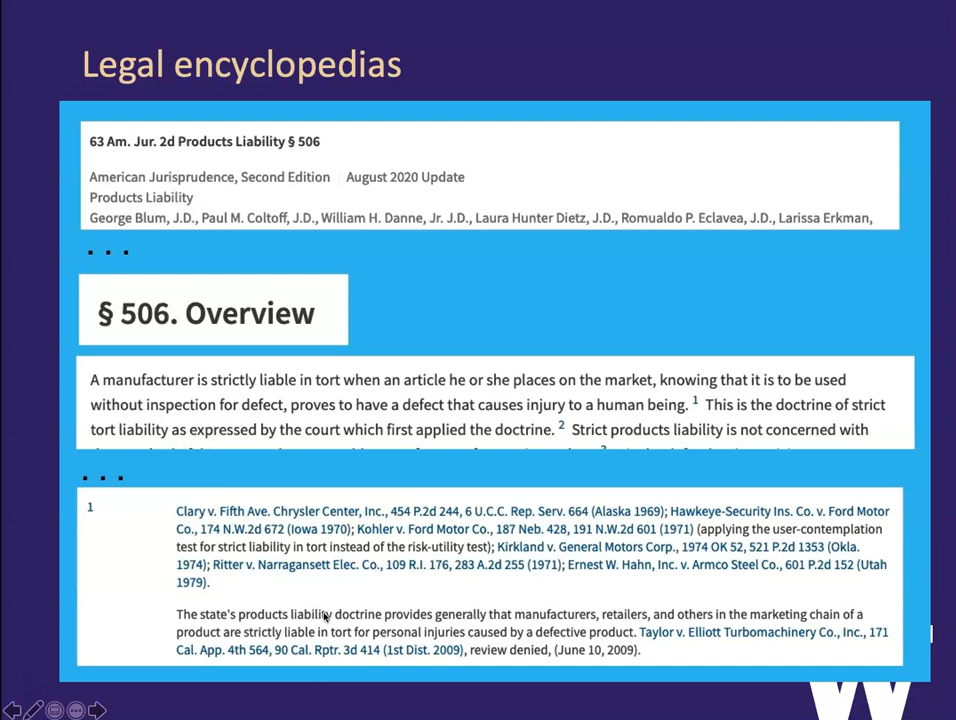 Legal encyclopedias
63 Am. Jur. 2d Products Liability § 506
American Jurisprudence, Second Edition | August 2020 Update
Products Liability
George Blum, J.D., Paul M. Coltoff, J.D., William H. Danne, Jr. J.D., Laura Hunter Dietz, J.D., Romualdo P. Eclavea, J.D., Larissa Erkman,
. . .
§ 506. Overview
A manufacturer is strictly liable in tort when an article he or she places on the market, knowing that it is to be used
without inspection for defect, proves to have a defect that causes injury to a human being. 1 This is the doctrine of strict
tort liability as expressed by the court which first applied the doctrine. 2 Strict products liability is not concerned with
. . .
1 Clary v. Fifth Ave. Chrysler Center, Inc., 454 P.2d 244, 6 U.C.C. Rep. Serv. 664 (Alaska 1969); Hawkeye-Security Ins. Co. v. Ford Motor
Co., 174 N.W.2d 672 (Iowa 1970); Kohler v. Ford Motor Co., 187 Neb. 428, 191 N.W.2d 601 (1971) (applying the user-contemplation
test for strict liability in tort instead of the risk-utility test); Kirkland v. General Motors Corp., 1974 OK 52, 521 P.2d 1353 (Okla.
1974); Ritter v. Narragansett Elec. Co., 109 R.I. 176, 283 A.2d 255 (1971); Ernest W. Hahn, Inc. v. Armco Steel Co., 601 P.2d 152 (Utah
1979).
The state's products liability doctrine provides generally that manufacturers, retailers, and others in the marketing chain of a
product are strictly liable in tort for personal injuries caused by a defective product. Taylor v. Elliott Turbomachinery Co., Inc., 171
Cal. App. 4th 564, 90 Cal. Rptr. 3d 414 (1st Dist. 2009), review denied, (June 10, 2009).
W